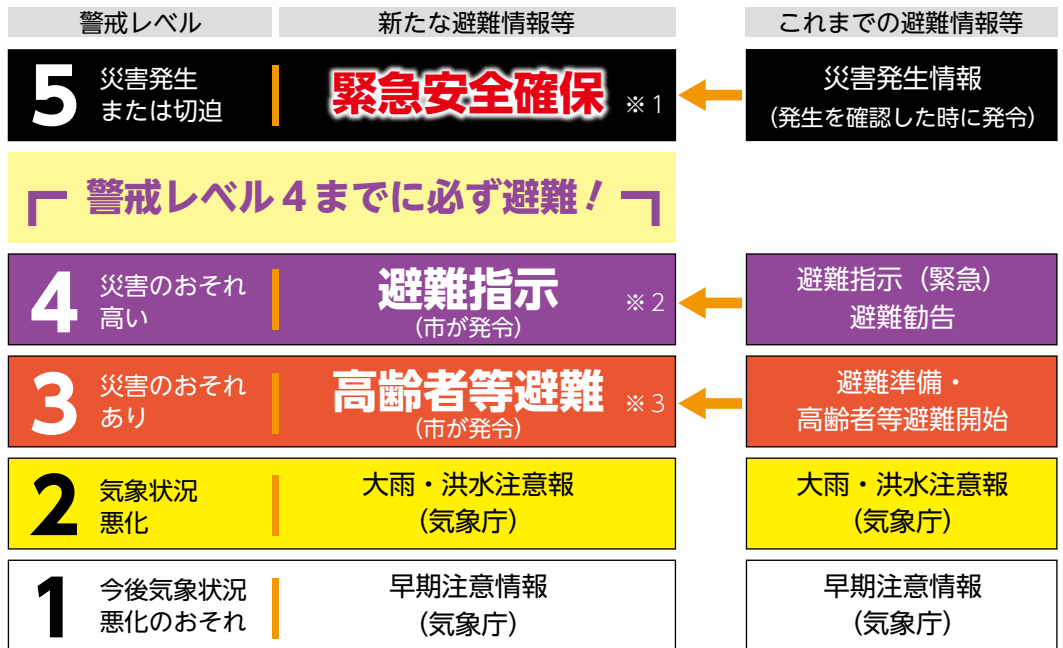 警戒レベル 新たな避難情報等 これまでの避難情報等
5 災害発生
または切迫
緊急安全確保 ※1
災害発生情報
(発生を確認した時に発令)
警戒レベル4までに必ず避難!
4 災害のおそれ
高い
避難指示 ※2
(市が発令)
避難指示(緊急)
避難勧告
3 災害のおそれ
あり
高齢者等避難 ※3
(市が発令)
避難準備・
高齢者等避難開始
2 気象状況
悪化
大雨・洪水注意報
(気象庁)
大雨・洪水注意報
(気象庁)
1 今後気象状況
悪化のおそれ
早期注意情報
(気象庁)
早期注意情報
(気象庁)